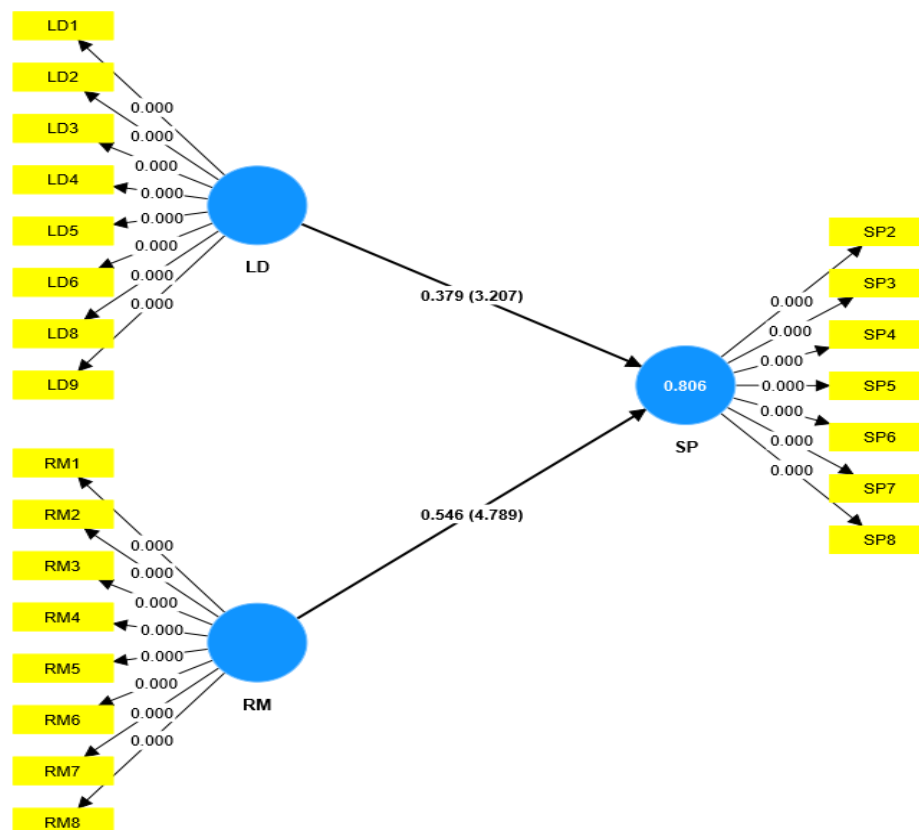 LD1
LD2
LD3
LD4
LD5
LD6
LD8
LD9
0.000
0.000
0.000
0.000
0.000
0.000
0.000
0.000
LD
0.379 (3.207)
RM1
RM2
RM3
RM4
RM5
RM6
RM7
RM8
0.000
0.000
0.000
0.000
0.000
0.000
0.000
0.000
RM
0.546 (4.789)
0.806
SP
0.000
0.000
0.000
0.000
0.000
0.000
0.000
SP2
SP3
SP4
SP5
SP6
SP7
SP8